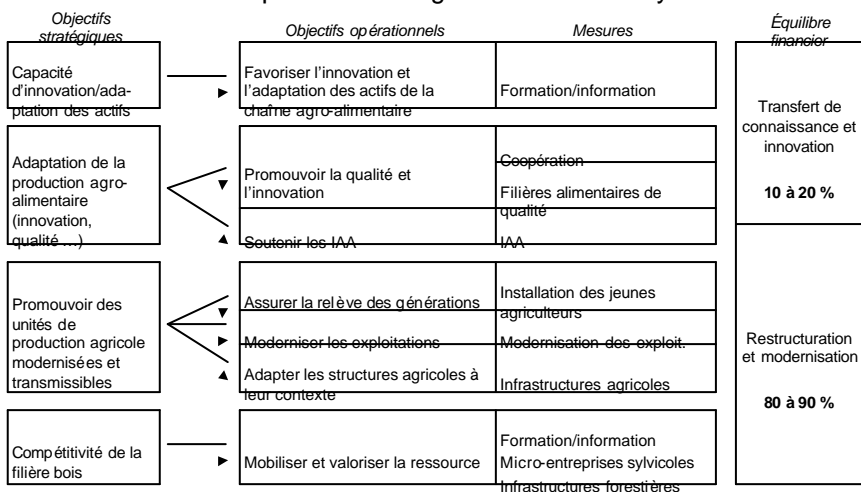 Objectifs
stratégiques
Objectifs opérationnels
Mesures
Équilibre
financier
Capacité
d'innovation/ada-
ptation des actifs
Favoriser l'innovation et
l'adaptation des actifs de la
chaîne agro-alimentaire
Formation/information
Adaptation de la
production agro-
alimentaire
(innovation,
qualité …)
Promouvoir la qualité et
l'innovation
Coopération
Filières alimentaires de
qualité
Soutenir les IAA
IAA
Transfert de
connaissance et
innovation
10 à 20 %
Promouvoir des
unités de
production agricole
modernisées et
transmissibles
Assurer la relève des générations
Installation des jeunes
agriculteurs
Moderniser les exploitations
Modernisation des exploit.
Adapter les structures agricoles à
leur contexte
Infrastructures agricoles
Restructuration
et modernisation
80 à 90 %
Compétitivité de la
filière bois
Mobiliser et valoriser la ressource
Formation/information
Micro-entreprises sylvicoles
Infrastructures forestières